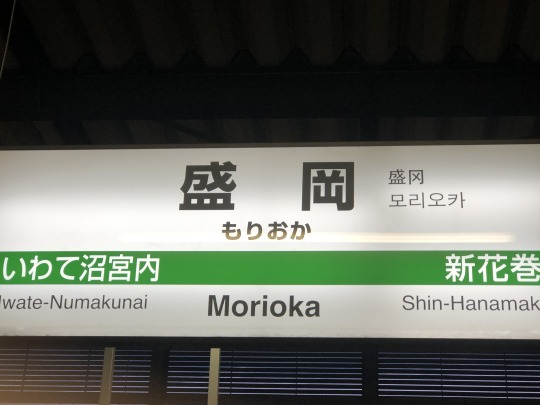 盛岡
盛冈
모리오카
もりおか
いわて沼宮内
新花巻
Iwate-Numakunai
Morioka
Shin-Hanamak